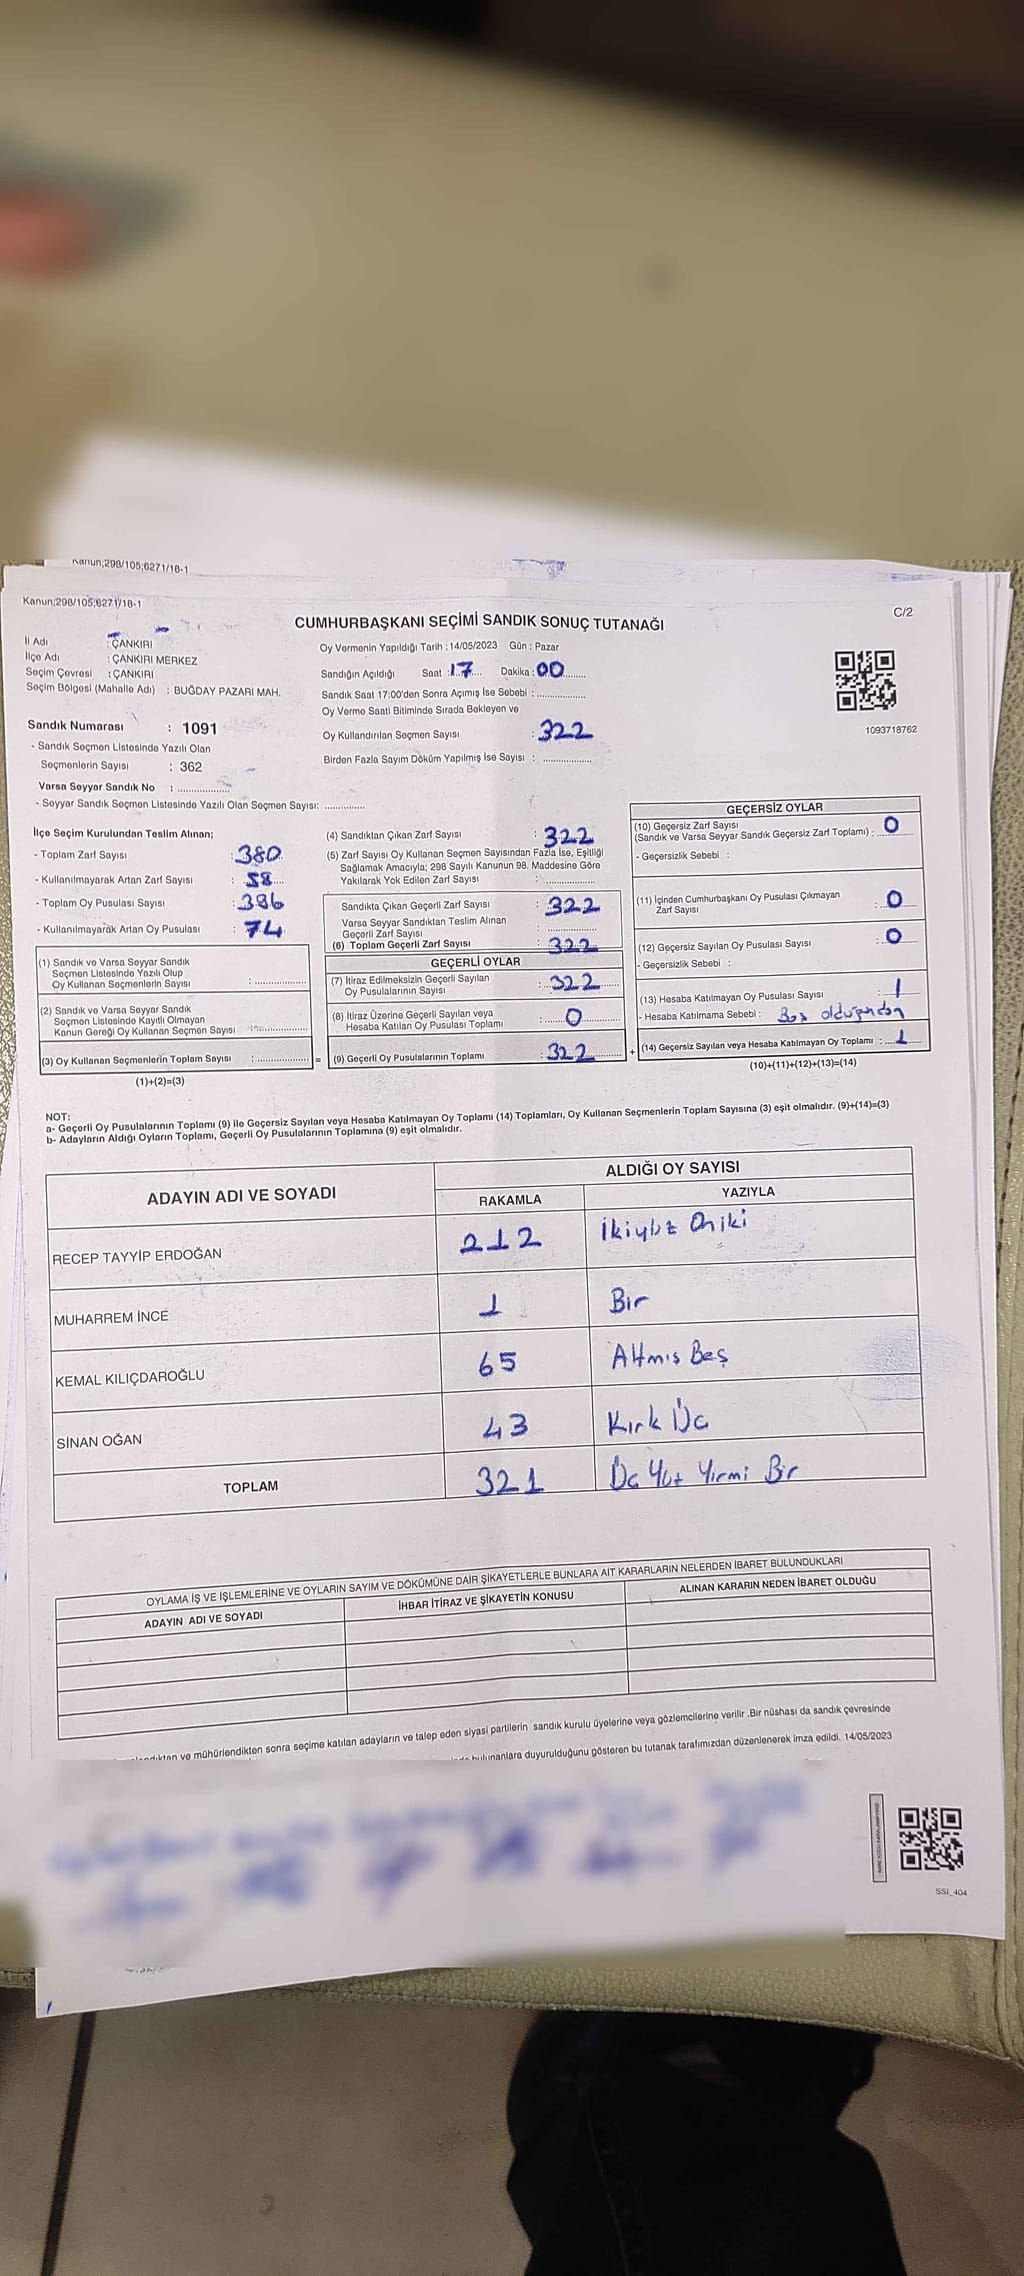 Kanun;298/105;6271/18-1
Kanun;298/105;6271/18-1
C/2
CUMHURBAŞKANI SEÇİMİ SANDIK SONUÇ TUTANAĞI
İl Adı : ÇANKIRI
İlçe Adı : ÇANKIRI MERKEZ
Seçim Çevresi : ÇANKIRI
Seçim Bölgesi (Mahalle Adı) : BUĞDAY PAZARI MAH.
Oy Vermenin Yapıldığı Tarih : 14/05/2023 Gün : Pazar
Sandığın Açıldığı Saat : 17 Dakika : 00
Sandık Saat 17:00'den Sonra Açımış İse Sebebi :
Oy Verme Saati Bitiminde Sırada Bekleyen ve
Oy Kullandırılan Seçmen Sayısı : 322
Birden Fazla Sayım Döküm Yapılmış İse Sayısı :
1093718762
Sandık Numarası : 1091
- Sandık Seçmen Listesinde Yazılı Olan
Seçmenlerin Sayısı : 362
Varsa Seyyar Sandık No :
- Seyyar Sandık Seçmen Listesinde Yazılı Olan Seçmen Sayısı:
İlçe Seçim Kurulundan Teslim Alınan;
- Toplam Zarf Sayısı : 380
- Kullanılmayarak Artan Zarf Sayısı : 58
- Toplam Oy Pusulası Sayısı : 396
- Kullanılmayarak Artan Oy Pusulası : 74
(1) Sandık ve Varsa Seyyar Sandık
Seçmen Listesinde Yazılı Olup
Oy Kullanan Seçmenlerin Sayısı :
(2) Sandık ve Varsa Seyyar Sandık
Seçmen Listesinde Kayıtlı Olmayan
Kanun Gereği Oy Kullanan Seçmen Sayısı :
(3) Oy Kullanan Seçmenlerin Toplam Sayısı : =
(1)+(2)=(3)
(4) Sandıktan Çıkan Zarf Sayısı : 322
(5) Zarf Sayısı Oy Kullanan Seçmen Sayısından Fazla İse, Eşitliği
Sağlamak Amacıyla; 298 Sayılı Kanunun 98. Maddesine Göre
Yakılarak Yok Edilen Zarf Sayısı :
Sandıkta Çıkan Geçerli Zarf Sayısı : 322
Varsa Seyyar Sandıktan Teslim Alınan
Geçerli Zarf Sayısı :
(6) Toplam Geçerli Zarf Sayısı : 322
GEÇERLİ OYLAR
(7) İtiraz Edilmeksizin Geçerli Sayılan
Oy Pusulalarının Sayısı : 322
(8) İtiraz Üzerine Geçerli Sayılan veya
Hesaba Katılan Oy Pusulası Toplamı : 0
(9) Geçerli Oy Pusulalarının Toplamı : 322 +
GEÇERSİZ OYLAR
(10) Geçersiz Zarf Sayısı
(Sandık ve Varsa Seyyar Sandık Geçersiz Zarf Toplamı) : 0
- Geçersizlik Sebebi :
(11) İçinden Cumhurbaşkanı Oy Pusulası Çıkmayan
Zarf Sayısı : 0
(12) Geçersiz Sayılan Oy Pusulası Sayısı : 0
- Geçersizlik Sebebi :
(13) Hesaba Katılmayan Oy Pusulası Sayısı : 1
- Hesaba Katılmama Sebebi : Boş olduğundan
(14) Geçersiz Sayılan veya Hesaba Katılmayan Oy Toplamı : 1
(10)+(11)+(12)+(13)=(14)
NOT:
a- Geçerli Oy Pusulalarının Toplamı (9) ile Geçersiz Sayılan veya Hesaba Katılmayan Oy Toplamı (14) Toplamları, Oy Kullanan Seçmenlerin Toplam Sayısına (3) eşit olmalıdır. (9)+(14)=(3)
b- Adayların Aldığı Oyların Toplamı, Geçerli Oy Pusulalarının Toplamına (9) eşit olmalıdır.
ADAYIN ADI VE SOYADI
ALDIĞI OY SAYISI
RAKAMLA YAZIYLA
RECEP TAYYİP ERDOĞAN 212 İkiyüz Oniki
MUHARREM İNCE 1 Bir
KEMAL KILIÇDAROĞLU 65 Altmış Beş
SİNAN OĞAN 43 Kırk Üç
TOPLAM 321 Üç Yüz Yirmi Bir
OYLAMA İŞ VE İŞLEMLERİNE VE OYLARIN SAYIM VE DÖKÜMÜNE DAİR ŞİKAYETLERLE BUNLARA AİT KARARLARIN NELERDEN İBARET BULUNDUKLARI
ADAYIN ADI VE SOYADI İHBAR İTİRAZ VE ŞİKAYETİN KONUSU ALINAN KARARIN NEDEN İBARET OLDUĞU
ve mühürlendikten sonra seçime katılan adayların ve talep eden siyasi partilerin sandık kurulu üyelerine veya gözlemcilerine verilir .Bir nüshası da sandık çevresinde
bulunanlara duyurulduğunu gösteren bu tutanak tarafımızdan düzenlenerek imza edildi. 14/05/2023
SSI_404